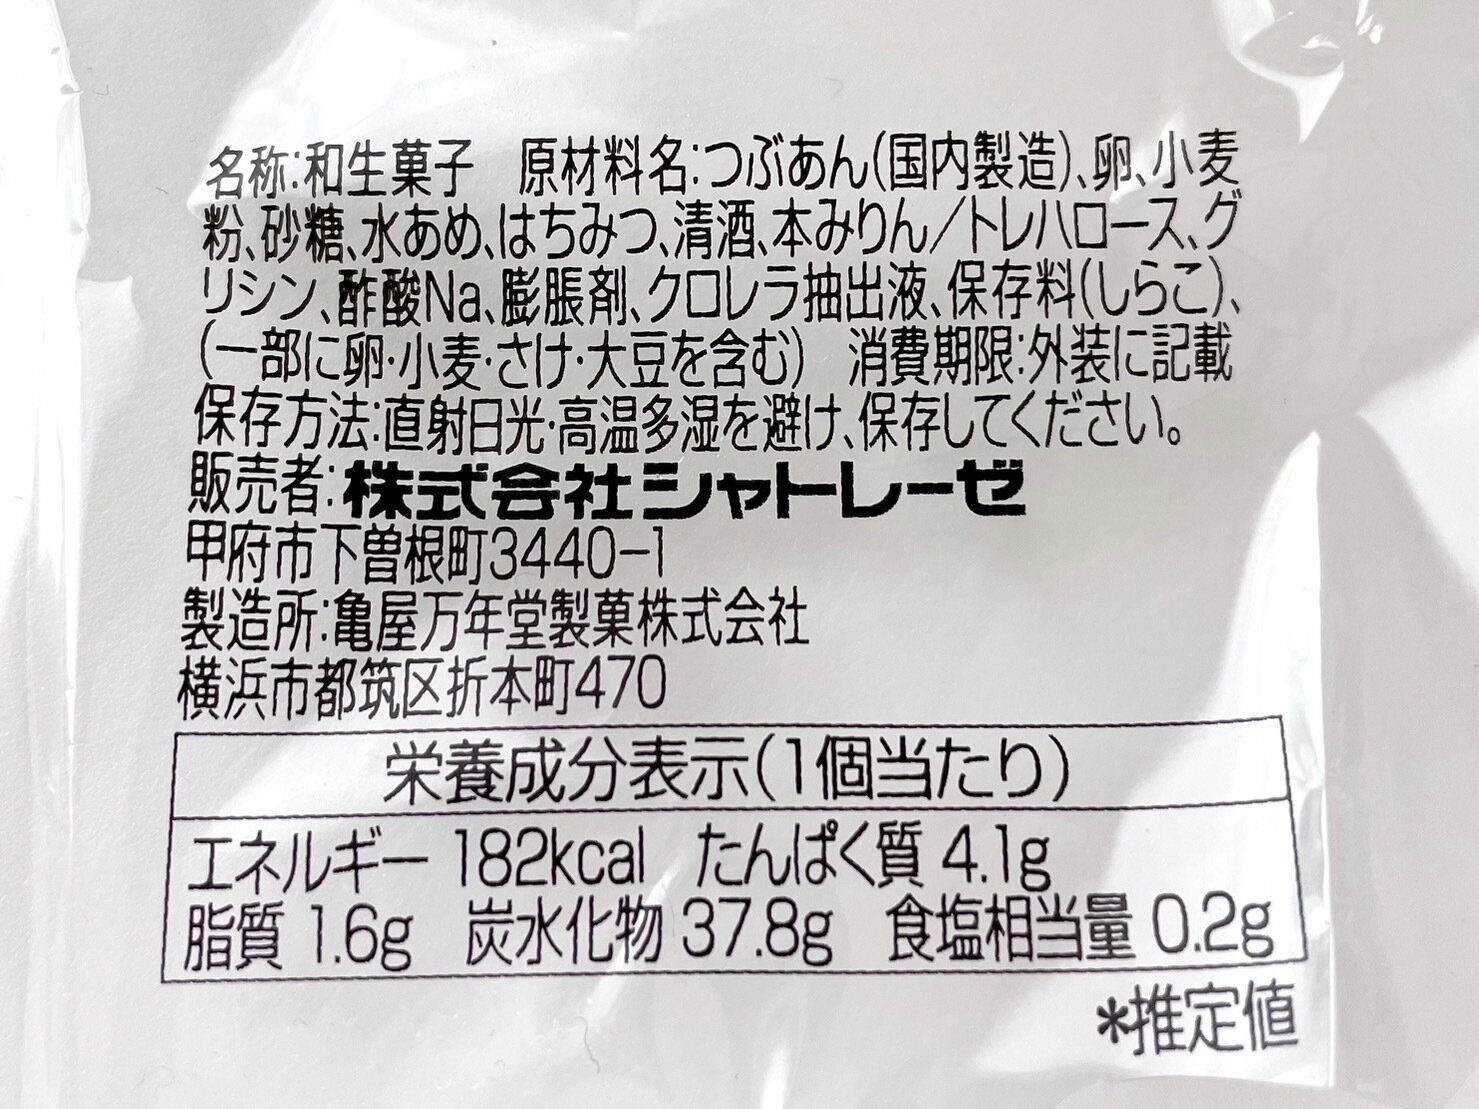 名称:和生菓子 原材料名:つぶあん(国内製造)、卵、小麦
粉、砂糖、水あめ、はちみつ、清酒、本みりん/トレハロース、グ
リシン、酢酸Na、膨脹剤、クロレラ抽出液、保存料(しらこ)、
(一部に卵・小麦・さけ・大豆を含む) 消費期限:外装に記載
保存方法:直射日光・高温多湿を避け、保存してください。
販売者:株式会社シャトレーゼ
甲府市下曽根町3440-1
製造所:亀屋万年堂製菓株式会社
横浜市都筑区折本町470
栄養成分表示(1個当たり)
エネルギー 182kcal たんぱく質 4.1g
脂質 1.6g 炭水化物 37.8g 食塩相当量 0.2g
*推定値